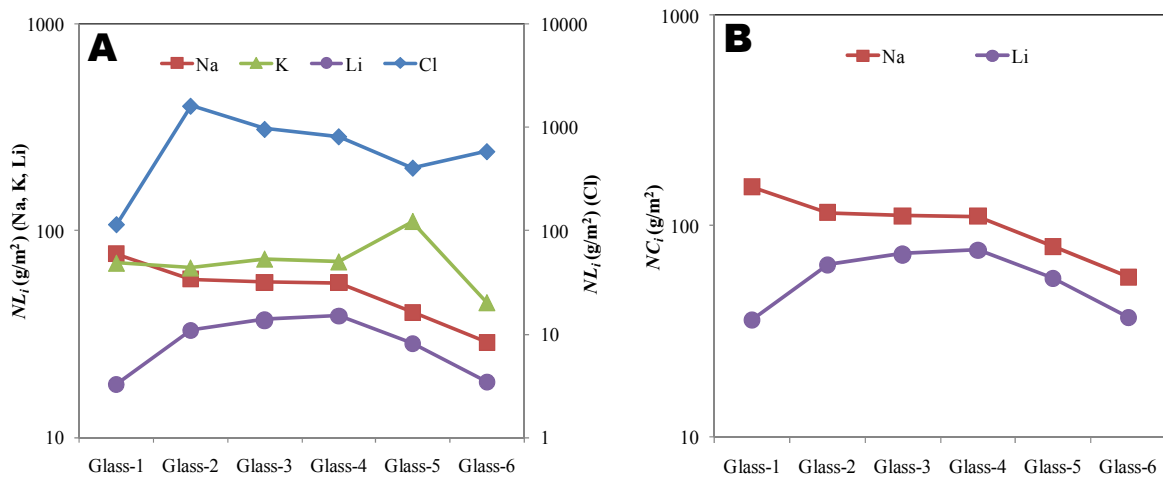 A
Na K Li Cl
NLᵢ (g/m²) (Na, K, Li)
1000
100
10
NLᵢ (g/m²) (Cl)
10000
1000
100
10
1
Glass-1 Glass-2 Glass-3 Glass-4 Glass-5 Glass-6
B
Na Li
NCᵢ (g/m²)
1000
100
10
Glass-1 Glass-2 Glass-3 Glass-4 Glass-5 Glass-6